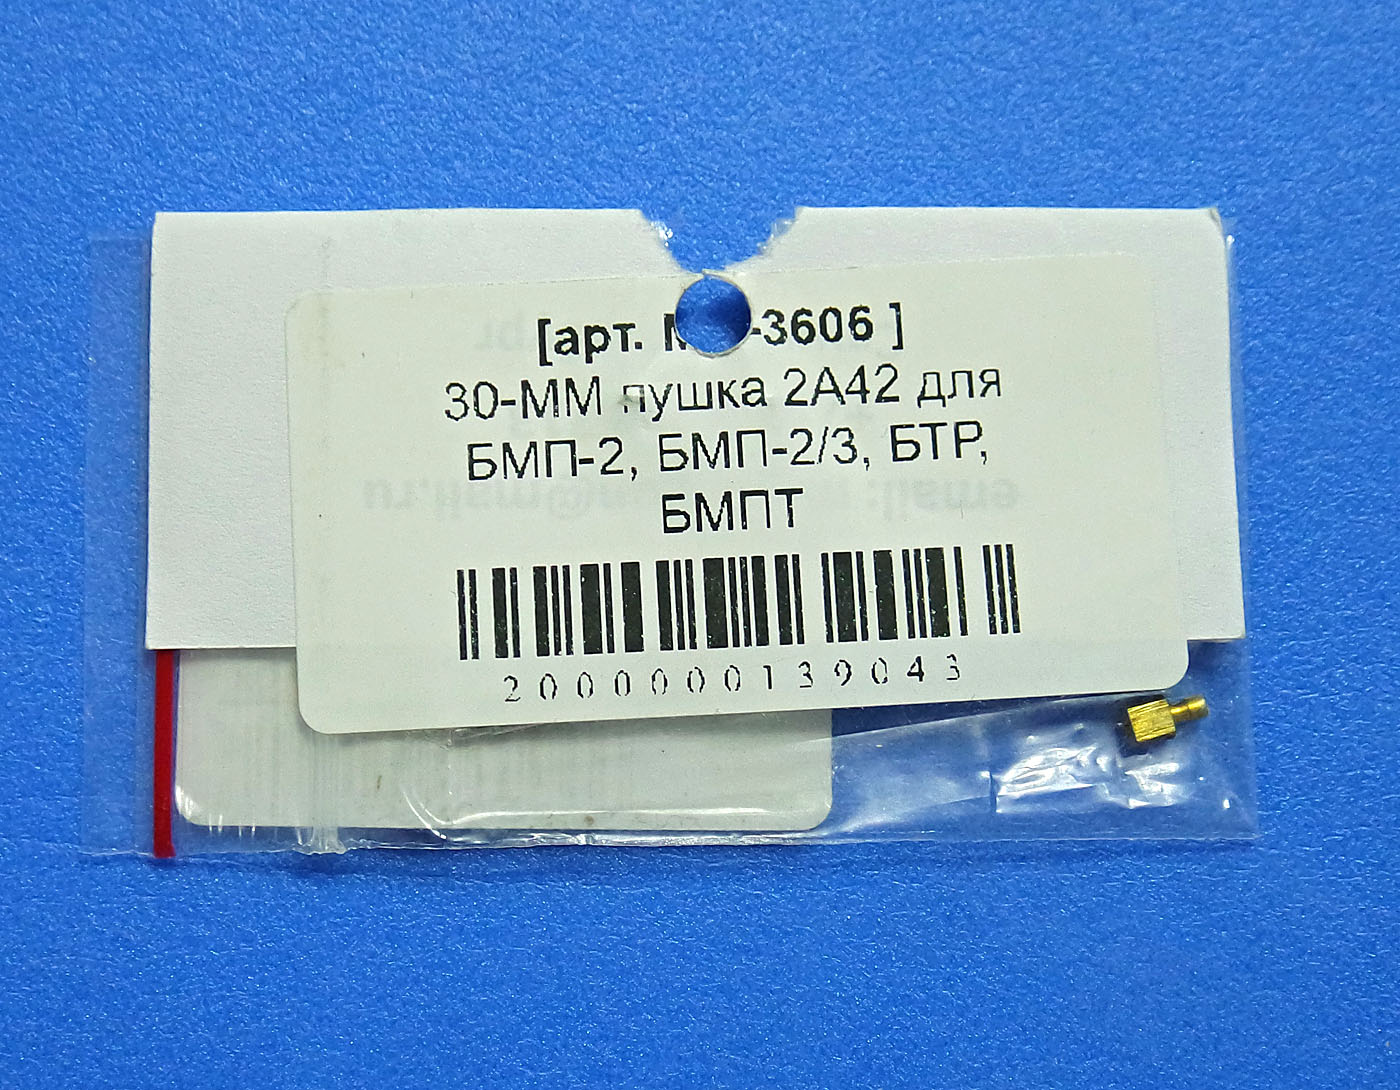 [арт. -3606 ]
30-ММ пушка 2А42 для
БМП-2, БМП-2/3, БТР,
БМПТ
2000000139043